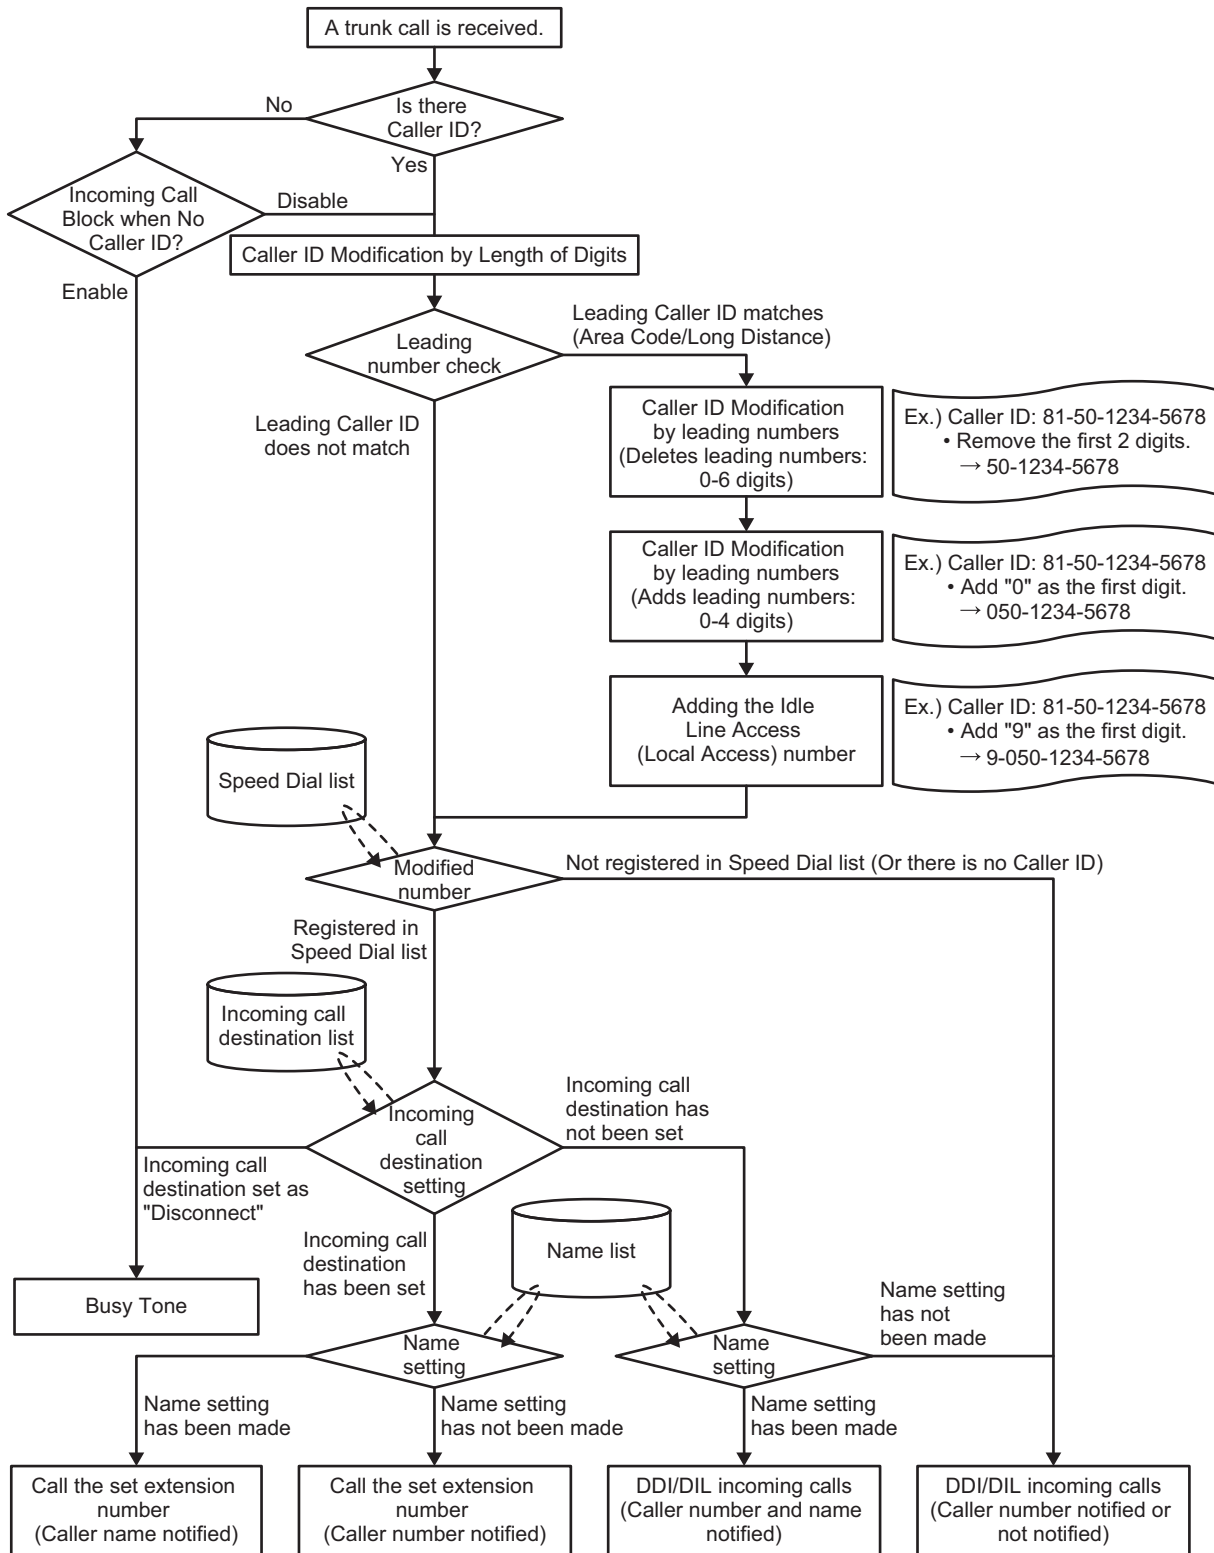 A trunk call is received.
No
Is there
Caller ID?
Yes
Incoming Call
Block when No
Caller ID?
Disable
Enable
Caller ID Modification by Length of Digits
Leading
number check
Leading Caller ID matches
(Area Code/Long Distance)
Leading Caller ID
does not match
Caller ID Modification
by leading numbers
(Deletes leading numbers:
0-6 digits)
Ex.) Caller ID: 81-50-1234-5678
• Remove the first 2 digits.
→ 50-1234-5678
Caller ID Modification
by leading numbers
(Adds leading numbers:
0-4 digits)
Ex.) Caller ID: 81-50-1234-5678
• Add "0" as the first digit.
→ 050-1234-5678
Adding the Idle
Line Access
(Local Access) number
Ex.) Caller ID: 81-50-1234-5678
• Add "9" as the first digit.
→ 9-050-1234-5678
Speed Dial list
Modified
number
Not registered in Speed Dial list (Or there is no Caller ID)
Registered in
Speed Dial list
Incoming call
destination list
Incoming
call
destination
setting
Incoming call
destination has
not been set
Incoming call
destination set as
"Disconnect"
Incoming call
destination
has been set
Name list
Busy Tone
Name
setting
Name
setting
Name setting
has not
been made
Name setting
has been made
Name setting
has not been made
Name setting
has been made
Call the set extension
number
(Caller name notified)
Call the set extension
number
(Caller number notified)
DDI/DIL incoming calls
(Caller number and name
notified)
DDI/DIL incoming calls
(Caller number notified or
not notified)